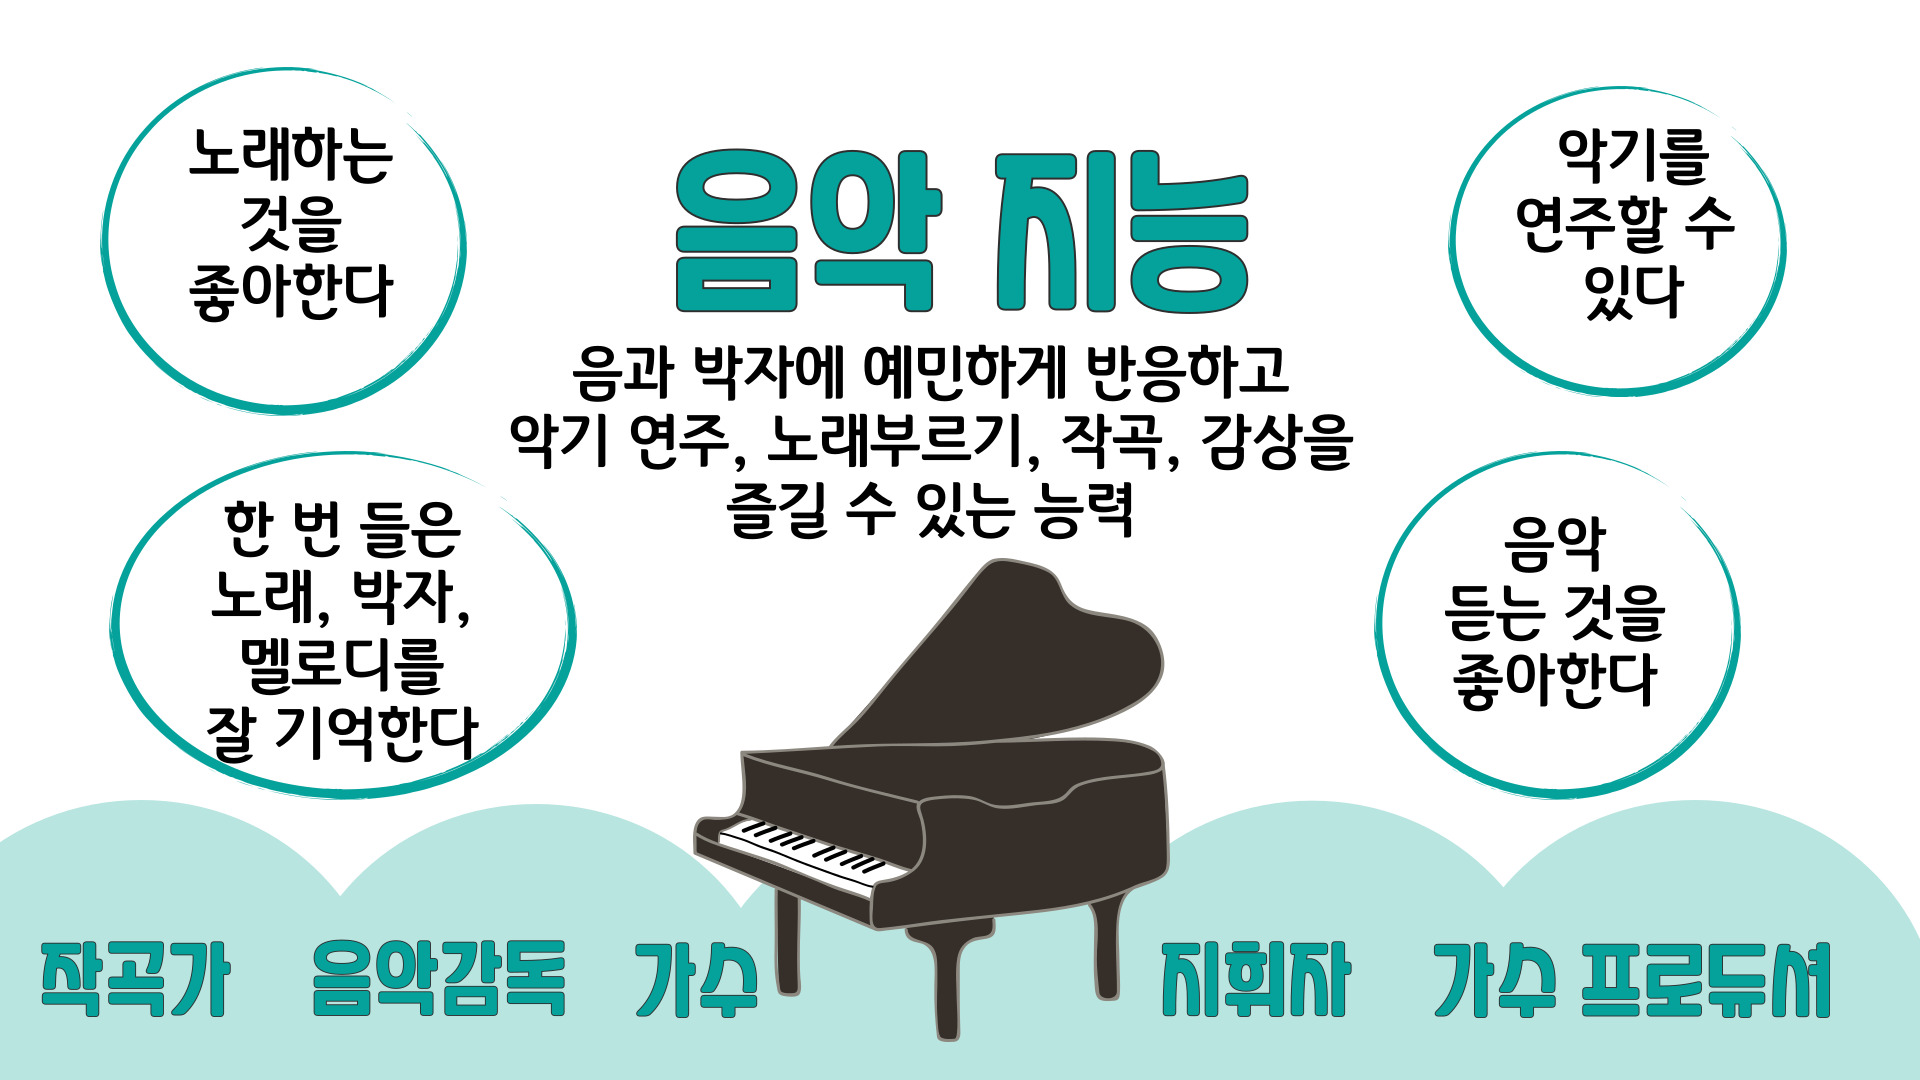 노래하는
것을
좋아한다
음악 지능
악기를
연주할 수
있다
음과 박자에 예민하게 반응하고
악기 연주, 노래부르기, 작곡, 감상을
즐길 수 있는 능력
한 번 들은
노래, 박자,
멜로디를
잘 기억한다
음악
듣는 것을
좋아한다
작곡가 음악감독 가수 지휘자 가수 프로듀셔